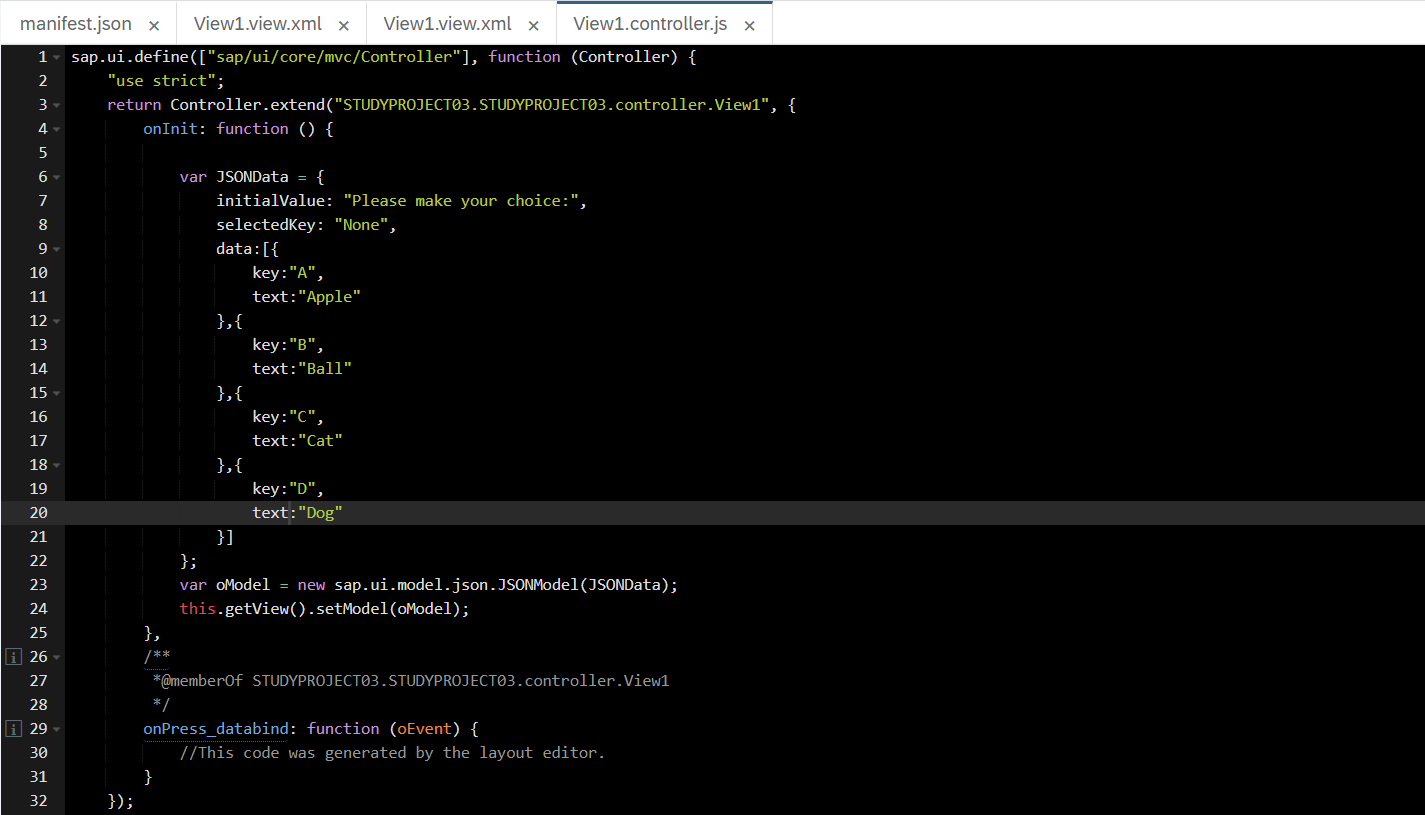 manifest.json × View1.view.xml × View1.view.xml × View1.controller.js ×
1 sap.ui.define(["sap/ui/core/mvc/Controller"], function (Controller) {
2 "use strict";
3 return Controller.extend("STUDYPROJECT03.STUDYPROJECT03.controller.View1", {
4 onInit: function () {
5
6 var JSONData = {
7 initialValue: "Please make your choice:",
8 selectedKey: "None",
9 data:[{
10 key:"A",
11 text:"Apple"
12 },{
13 key:"B",
14 text:"Ball"
15 },{
16 key:"C",
17 text:"Cat"
18 },{
19 key:"D",
20 text:"Dog"
21 }]
22 };
23 var oModel = new sap.ui.model.json.JSONModel(JSONData);
24 this.getView().setModel(oModel);
25 },
i 26 /**
27 *@memberOf STUDYPROJECT03.STUDYPROJECT03.controller.View1
28 */
i 29 onPress_databind: function (oEvent) {
30 //This code was generated by the layout editor.
31 }
32 });